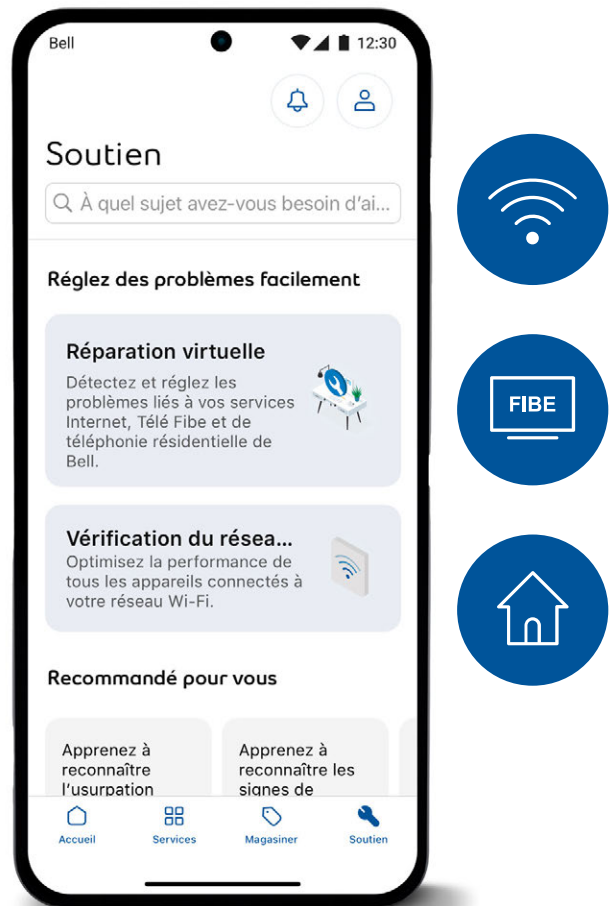 Bell 12:30
Soutien
À quel sujet avez-vous besoin d'ai...
Réglez des problèmes facilement
Réparation virtuelle
Détectez et réglez les
problèmes liés à vos services
Internet, Télé Fibe et de
téléphonie résidentielle de
Bell.
Vérification du résea...
Optimisez la performance de
tous les appareils connectés à
votre réseau Wi-Fi.
Recommandé pour vous
Apprenez à
reconnaître
l'usurpation
Apprenez à
reconnaître les
signes de
Accueil Services Magasiner Soutien
FIBE